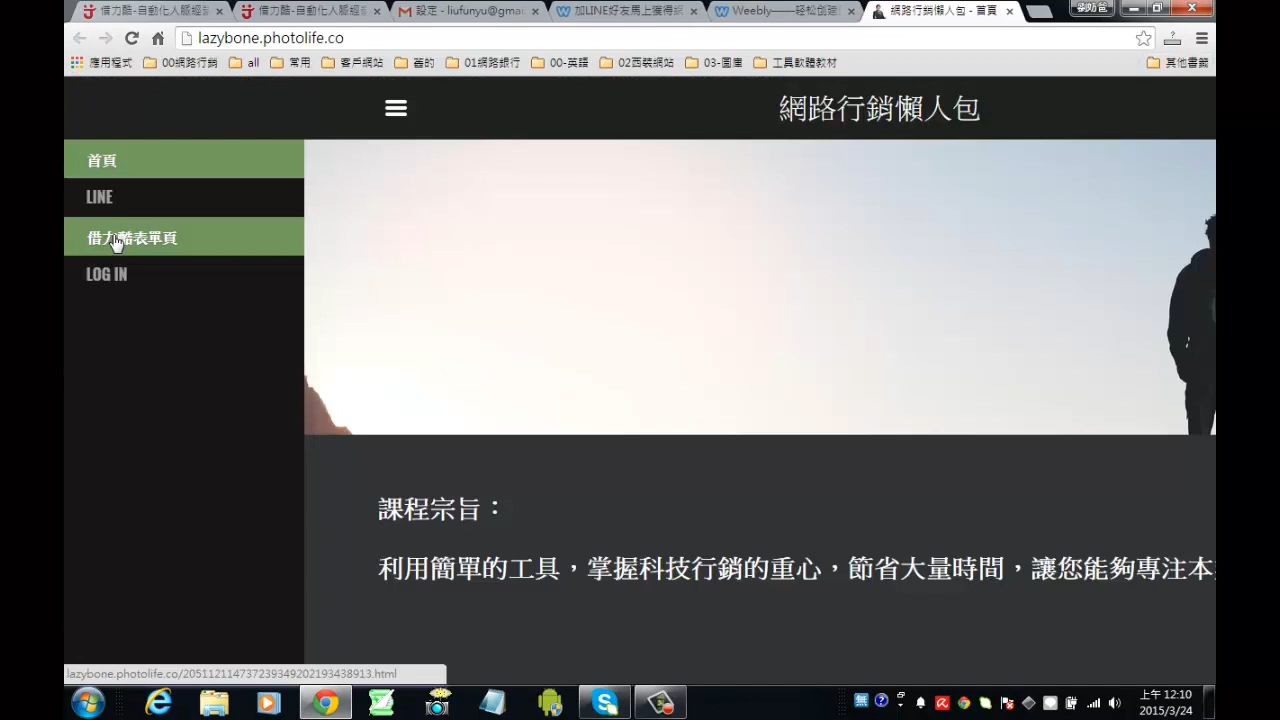 借力酷-自動化人脈經
借力酷-自動化人脈經
設定 - liufunyu@gma
加LINE好友馬上獲得
Weebly——轻松创建
網路行銷懶人包 - 首頁
lazybone.photolife.co
應用程式
00網路行銷
all
常用
客戶網站
簽的
01網路銀行
00-英語
02西裝網站
03-圖庫
工具軟體教材
其他書籤
網路行銷懶人包
首頁
LINE
借力酷表單頁
LOG IN
課程宗旨：
利用簡單的工具，掌握科技行銷的重心，節省大量時間，讓您能夠專注本
lazybone.photolife.co/205112114737239349202193438913.html
上午 12:10
2015/3/24